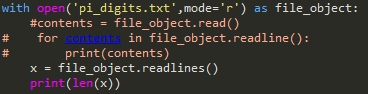 with open('pi_digits.txt',mode='r') as file_object:
    #contents = file_object.read()
#    for contents in file_object.readline():
#        print(contents)
    x = file_object.readlines()
    print(len(x))